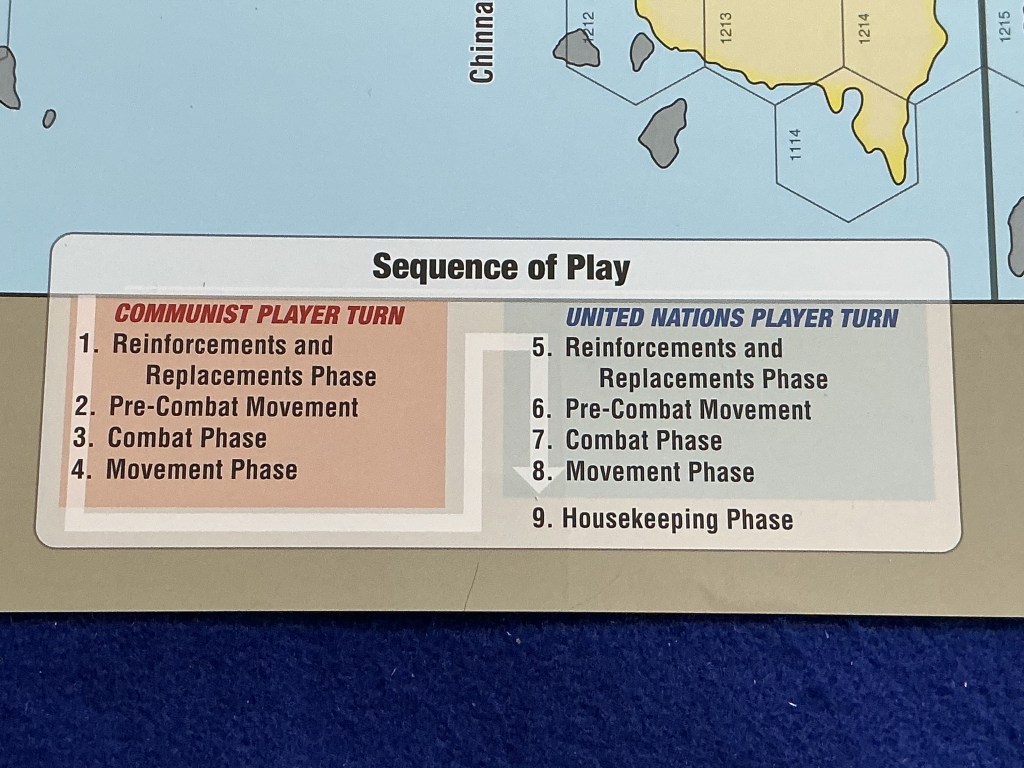 Chinna
1212
1213
1214
1215
1114
Sequence of Play
COMMUNIST PLAYER TURN
1. Reinforcements and
Replacements Phase
2. Pre-Combat Movement
3. Combat Phase
4. Movement Phase
UNITED NATIONS PLAYER TURN
5. Reinforcements and
Replacements Phase
6. Pre-Combat Movement
7. Combat Phase
8. Movement Phase
9. Housekeeping Phase